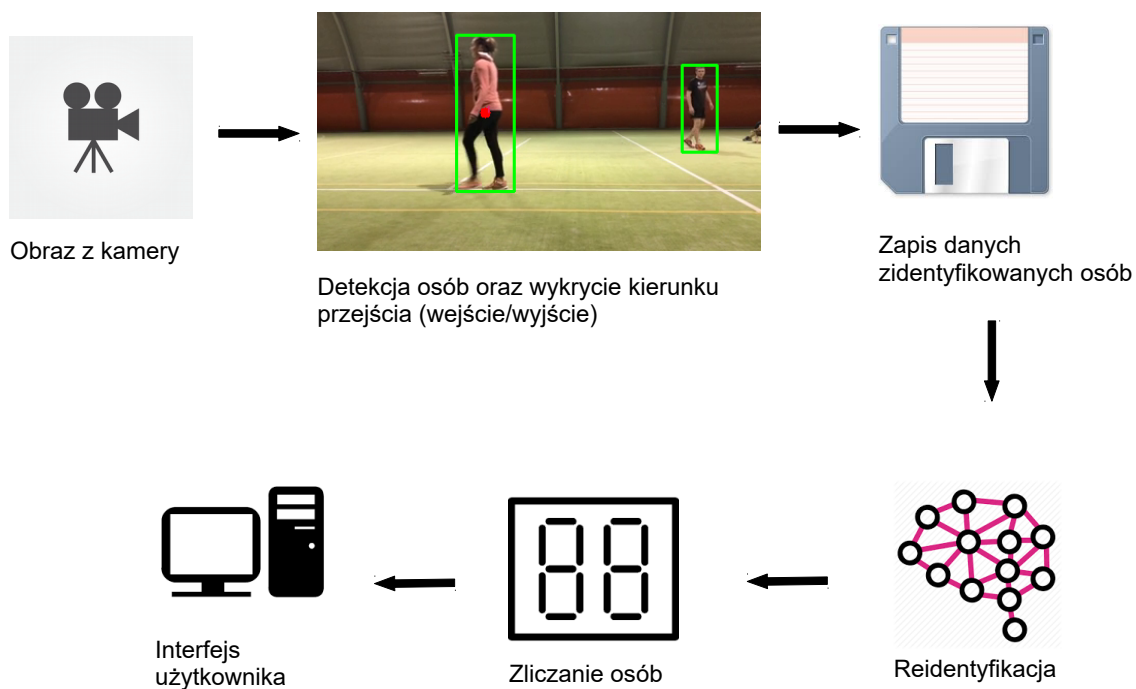 Obraz z kamery
Detekcja osób oraz wykrycie kierunku
przejścia (wejście/wyjście)
Zapis danych
zidentyfikowanych osób
Interfejs
użytkownika
Zliczanie osób
Reidentyfikacja